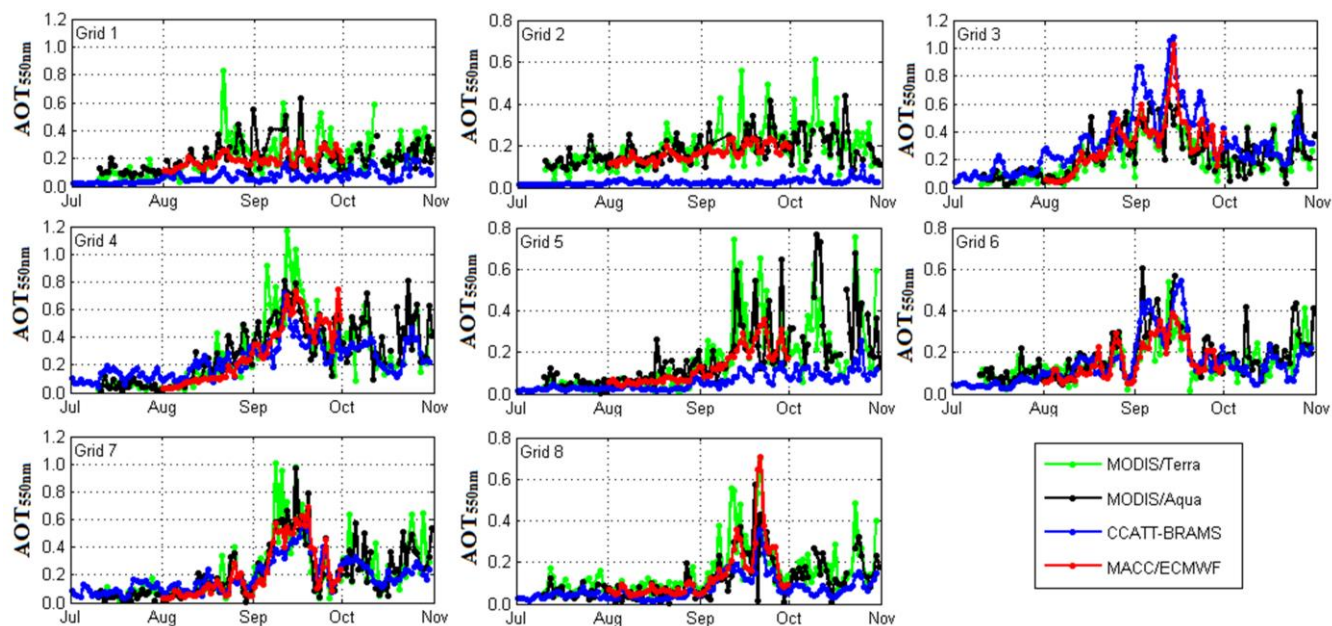 AOT550nm
1.2
1.0
0.8
0.6
0.4
0.2
0.0
Grid 1
Jul Aug Sep Oct Nov
AOT550nm
0.8
0.6
0.4
0.2
0.0
Grid 2
Jul Aug Sep Oct Nov
AOT550nm
1.2
1.0
0.8
0.6
0.4
0.2
0.0
Grid 3
Jul Aug Sep Oct Nov
AOT550nm
1.2
1.0
0.8
0.6
0.4
0.2
0.0
Grid 4
Jul Aug Sep Oct Nov
AOT550nm
0.8
0.6
0.4
0.2
0.0
Grid 5
Jul Aug Sep Oct Nov
AOT550nm
0.8
0.6
0.4
0.2
0.0
Grid 6
Jul Aug Sep Oct Nov
AOT550nm
1.2
1.0
0.8
0.6
0.4
0.2
0.0
Grid 7
Jul Aug Sep Oct Nov
AOT550nm
0.8
0.6
0.4
0.2
0.0
Grid 8
Jul Aug Sep Oct Nov
MODIS/Terra
MODIS/Aqua
CCATT-BRAMS
MACC/ECMWF